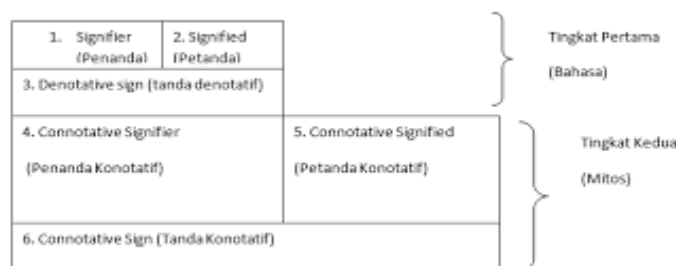 1. Signifier
(Penanda)
2. Signified
(Petanda)
Tingkat Pertama
(Bahasa)
3. Denotative sign (tanda denotatif)
4. Connotative Signifier
(Penanda Konotatif)
5. Connotative Signified
(Petanda Konotatif)
Tingkat Kedua
(Mitos)
6. Connotative Sign (Tanda Konotatif)